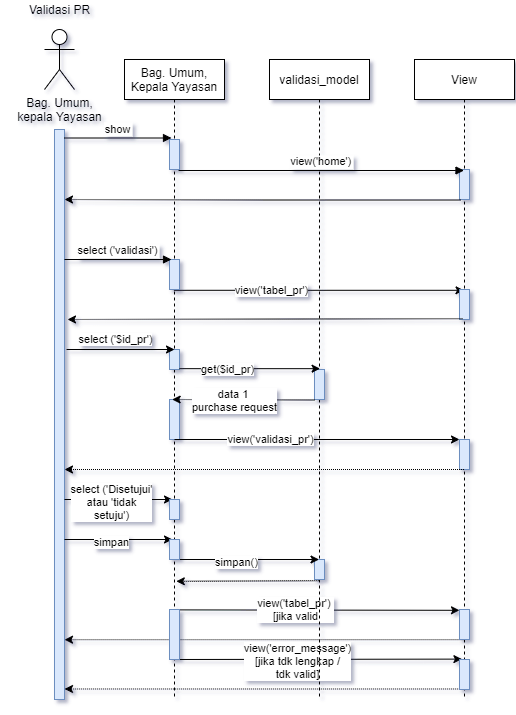 Validasi PR
Bag. Umum,
kepala Yayasan
Bag. Umum,
Kepala Yayasan
validasi_model
View
show
view('home')
select ('validasi')
view('tabel_pr')
select ('$id_pr')
get($id_pr)
data 1
purchase request
view('validasi_pr')
select ('Disetujui'
atau 'tidak
setuju')
simpan
simpan()
view('tabel_pr')
[jika valid
view('error_message')
[jika tdk lengkap /
tdk valid]